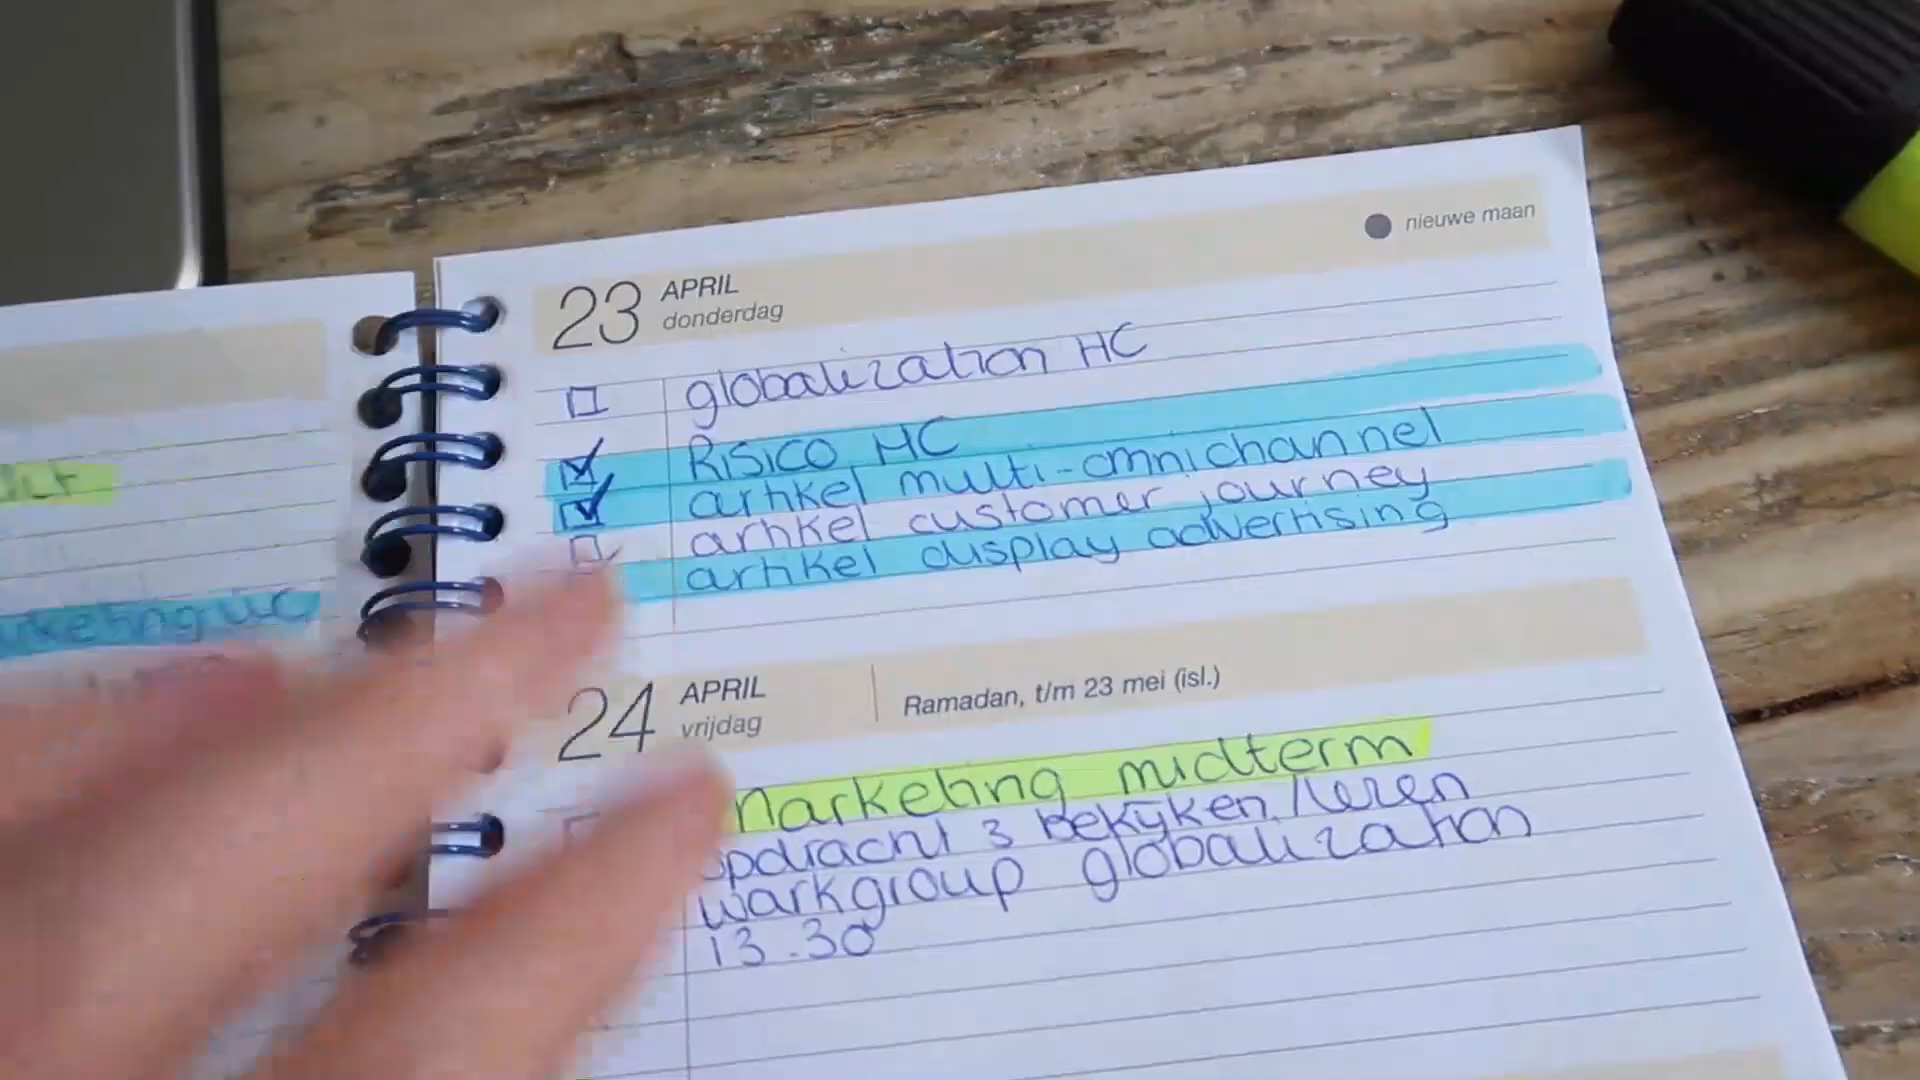 nieuwe maan
23 APRIL
donderdag
globalization HC
Risico HC
artikel multi-omnichannel
artikel customer journey
artikel display advertising
24 APRIL
vrijdag
Ramadan, t/m 23 mei (isl.)
Marketing midterm
opdracht 3 bekijken/lezen
workgroup globalization
13.30